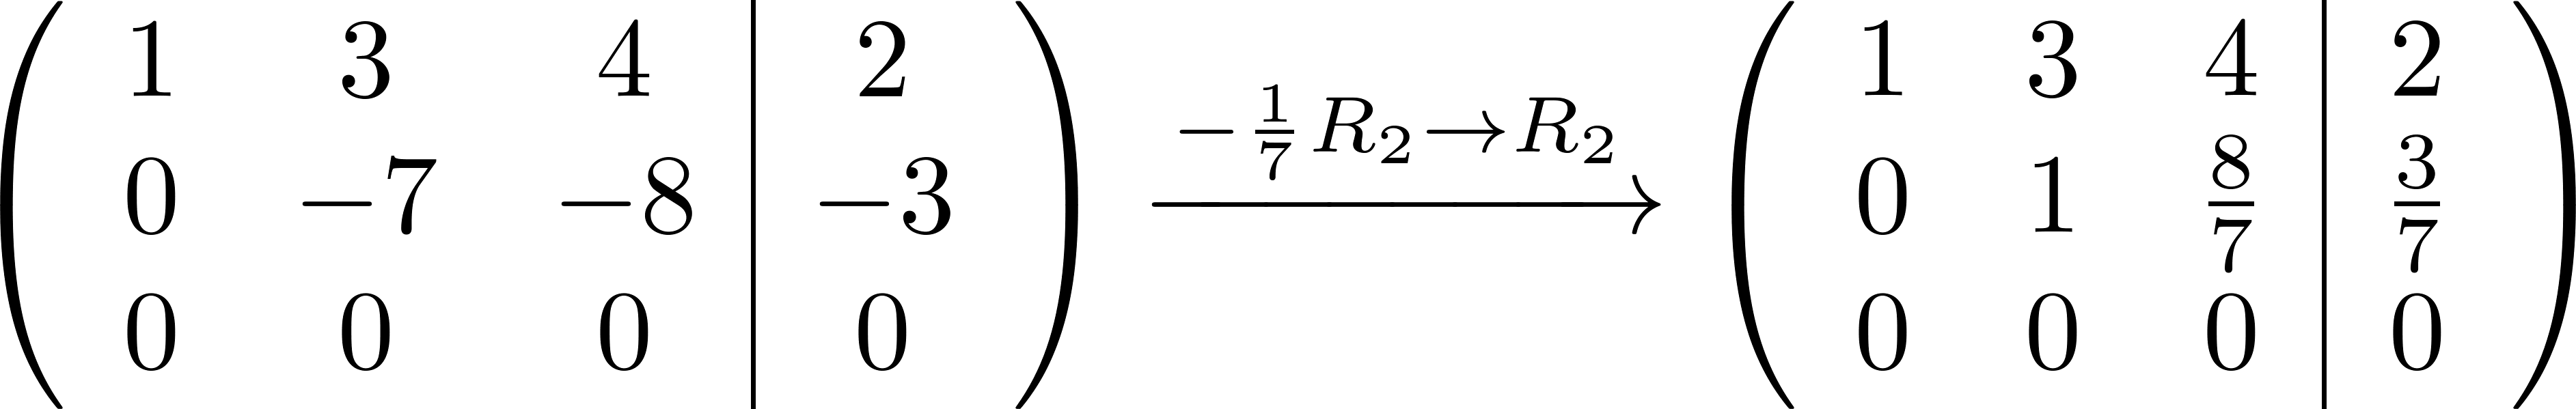 1 3 4 | 2 −1/7 R₂→R₂ 1 3 4 | 2
0 −7 −8 | −3 0 1 8/7 | 3/7
0 0 0 | 0 0 0 0 | 0